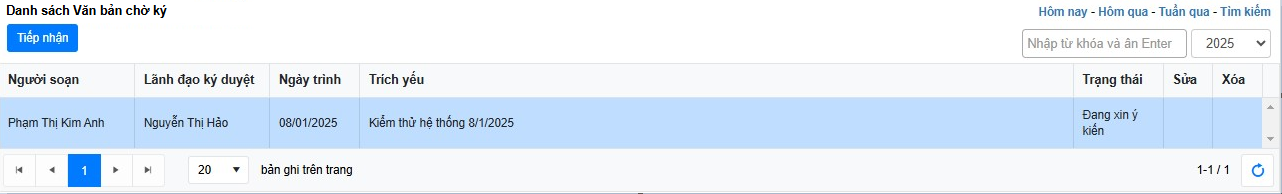 Danh sách Văn bản chờ ký
Hôm nay - Hôm qua - Tuần qua - Tìm kiếm
Tiếp nhận
Nhập từ khóa và ân Enter
2025
Người soạn Lãnh đạo ký duyệt Ngày trình Trích yếu Trạng thái Sửa Xóa
Phạm Thị Kim Anh Nguyễn Thị Hảo 08/01/2025 Kiểm thử hệ thống 8/1/2025 Đang xin ý
kiến
1 20 bản ghi trên trang 1-1 / 1